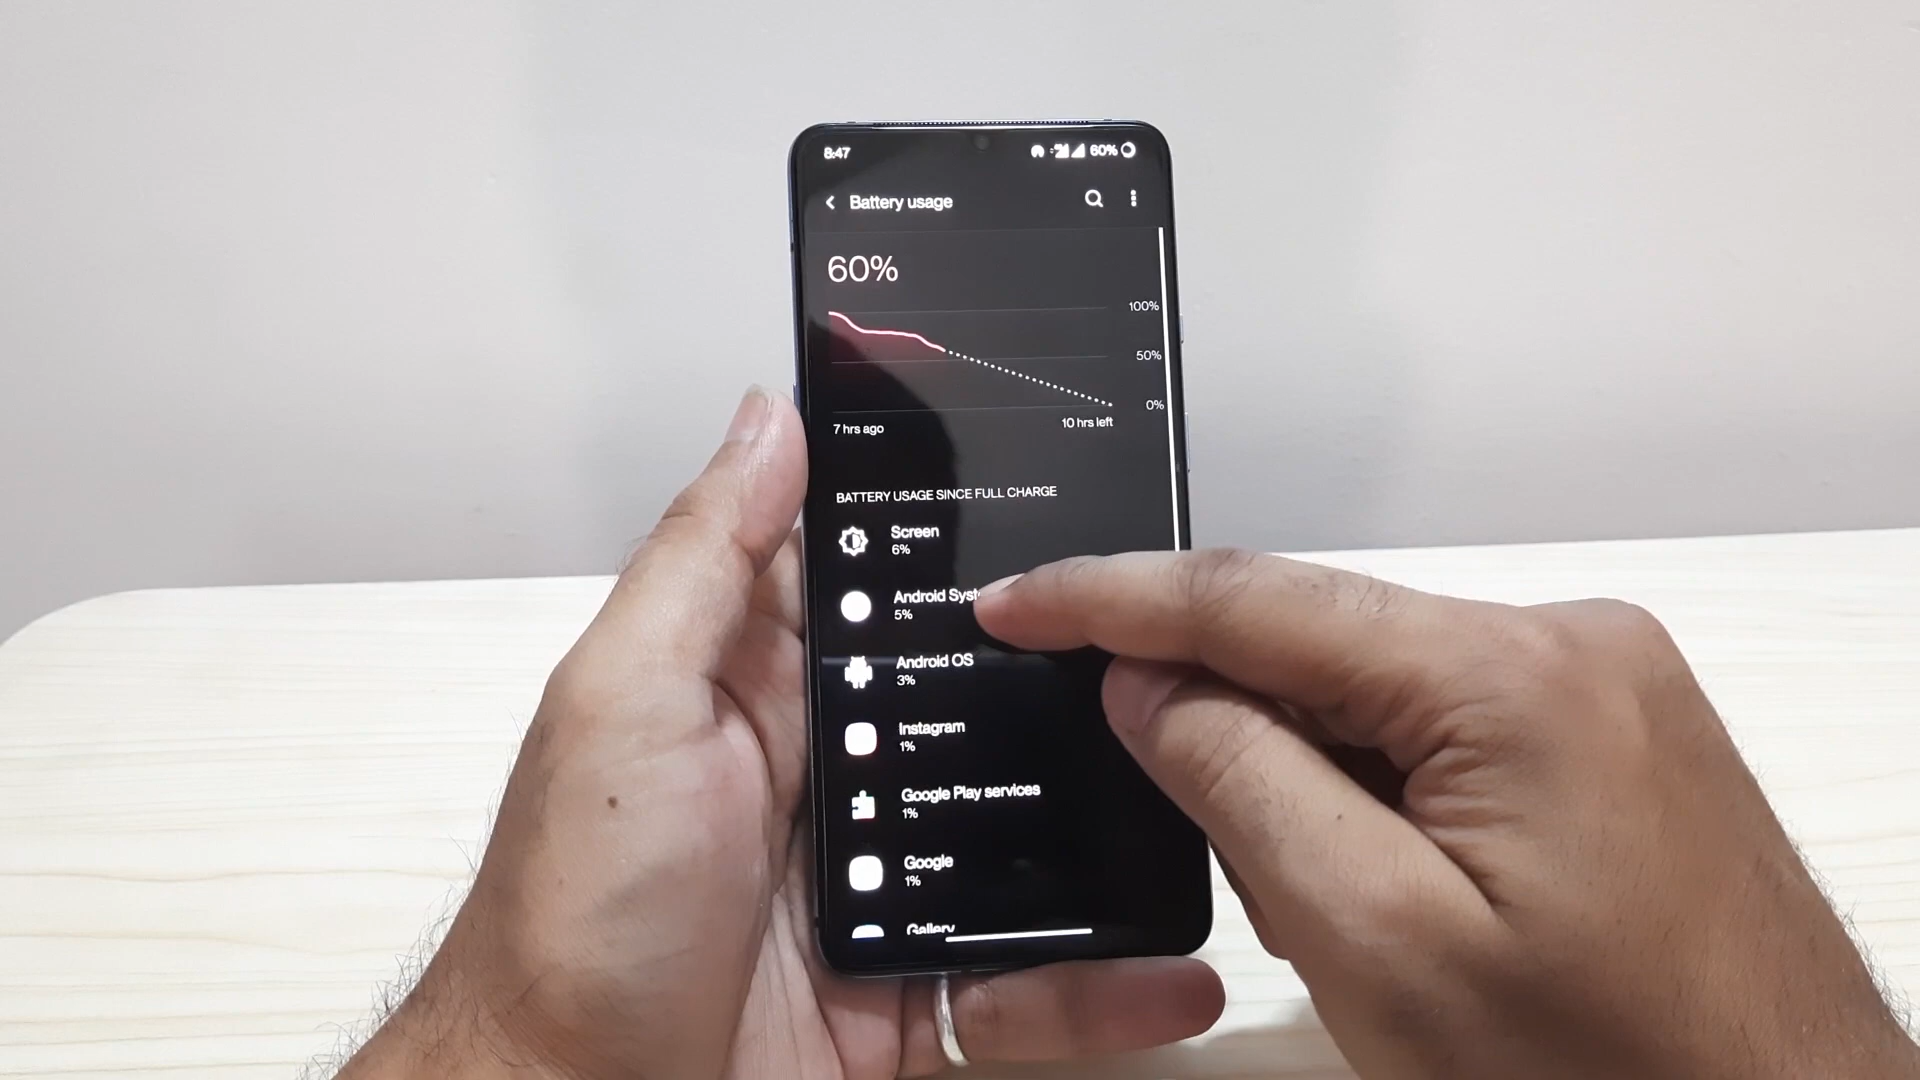 8:47
60%
Battery usage
60%
100%
50%
0%
7 hrs ago
10 hrs left
BATTERY USAGE SINCE FULL CHARGE
Screen
6%
Android
5%
Android OS
3%
Instagram
1%
Google Play services
1%
Google
1%
Gallery